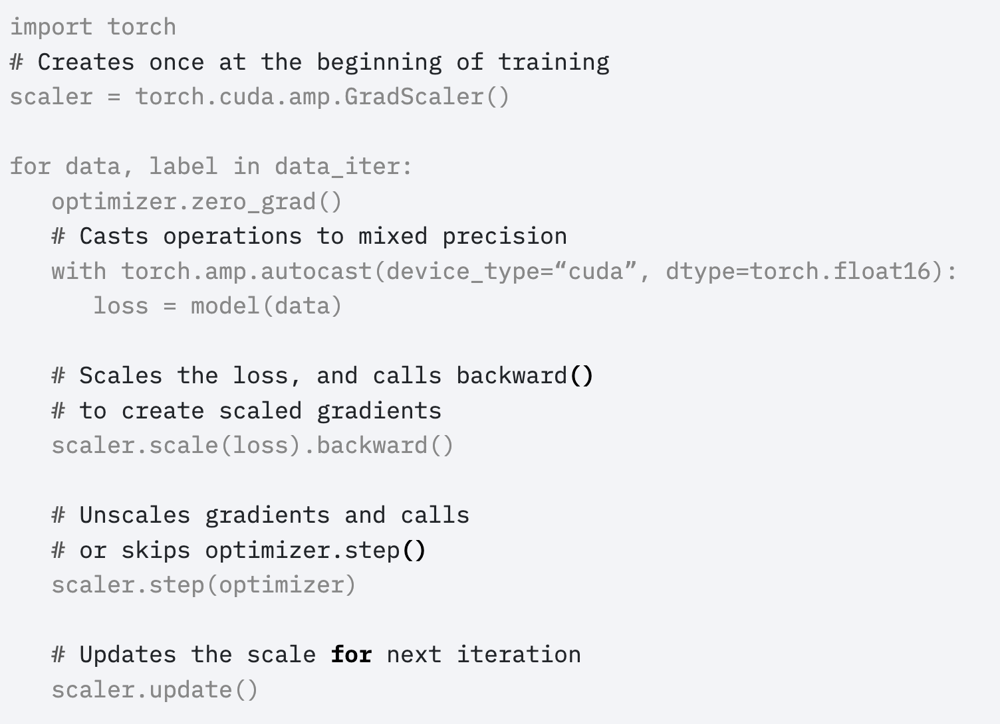 import torch
# Creates once at the beginning of training
scaler = torch.cuda.amp.GradScaler()

for data, label in data_iter:
   optimizer.zero_grad()
   # Casts operations to mixed precision
   with torch.amp.autocast(device_type=“cuda”, dtype=torch.float16):
      loss = model(data)

   # Scales the loss, and calls backward()
   # to create scaled gradients
   scaler.scale(loss).backward()

   # Unscales gradients and calls
   # or skips optimizer.step()
   scaler.step(optimizer)

   # Updates the scale for next iteration
   scaler.update()